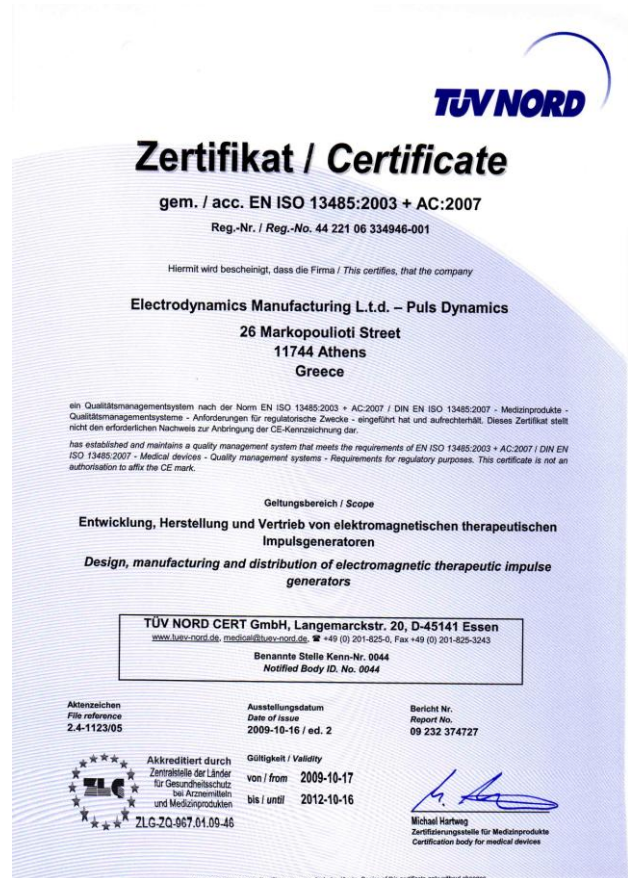 TÜV NORD
Zertifikat / Certificate
gem. / acc. EN ISO 13485:2003 + AC:2007
Reg.-Nr. / Reg.-No. 44 221 06 334946-001
Hiermit wird bescheinigt, dass die Firma / This certifies, that the company
Electrodynamics Manufacturing L.t.d. – Puls Dynamics
26 Markopoulioti Street
11744 Athens
Greece
ein Qualitätsmanagementsystem nach der Norm EN ISO 13485:2003 + AC:2007 / DIN EN ISO 13485:2007 - Medizinprodukte -
Qualitätsmanagementsysteme - Anforderungen für regulatorische Zwecke - eingeführt hat und aufrechterhält. Dieses Zertifikat stellt
nicht den erforderlichen Nachweis zur Anbringung der CE-Kennzeichnung dar.
has established and maintains a quality management system that meets the requirements of EN ISO 13485:2003 + AC:2007 / DIN EN
ISO 13485:2007 - Medical devices - Quality management systems - Requirements for regulatory purposes. This certificate is not an
authorisation to affix the CE mark.
Geltungsbereich / Scope
Entwicklung, Herstellung und Vertrieb von elektromagnetischen therapeutischen
Impulsgeneratoren
Design, manufacturing and distribution of electromagnetic therapeutic impulse
generators
TÜV NORD CERT GmbH, Langemarckstr. 20, D-45141 Essen
www.tuev-nord.de, medical@tuev-nord.de, ☎ +49 (0) 201-825-0, Fax +49 (0) 201-825-3243
Benannte Stelle Kenn-Nr. 0044
Notified Body ID. No. 0044
Aktenzeichen
File reference
2.4-1123/05
Ausstellungsdatum
Date of issue
2009-10-16 / ed. 2
Bericht Nr.
Report No.
09 232 374727
ZLG
Akkreditiert durch
Zentralstelle der Länder
für Gesundheitsschutz
bei Arzneimitteln
und Medizinprodukten
ZLG-ZQ-967.01.09-46
Gültigkeit / Validity
von / from 2009-10-17
bis / until 2012-10-16
Michael Hartweg
Zertifizierungsstelle für Medizinprodukte
Certification body for medical devices